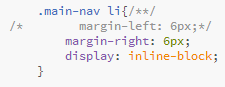 .main-nav li{/**/
/* margin-left: 6px;*/
margin-right: 6px;
display: inline-block;
}